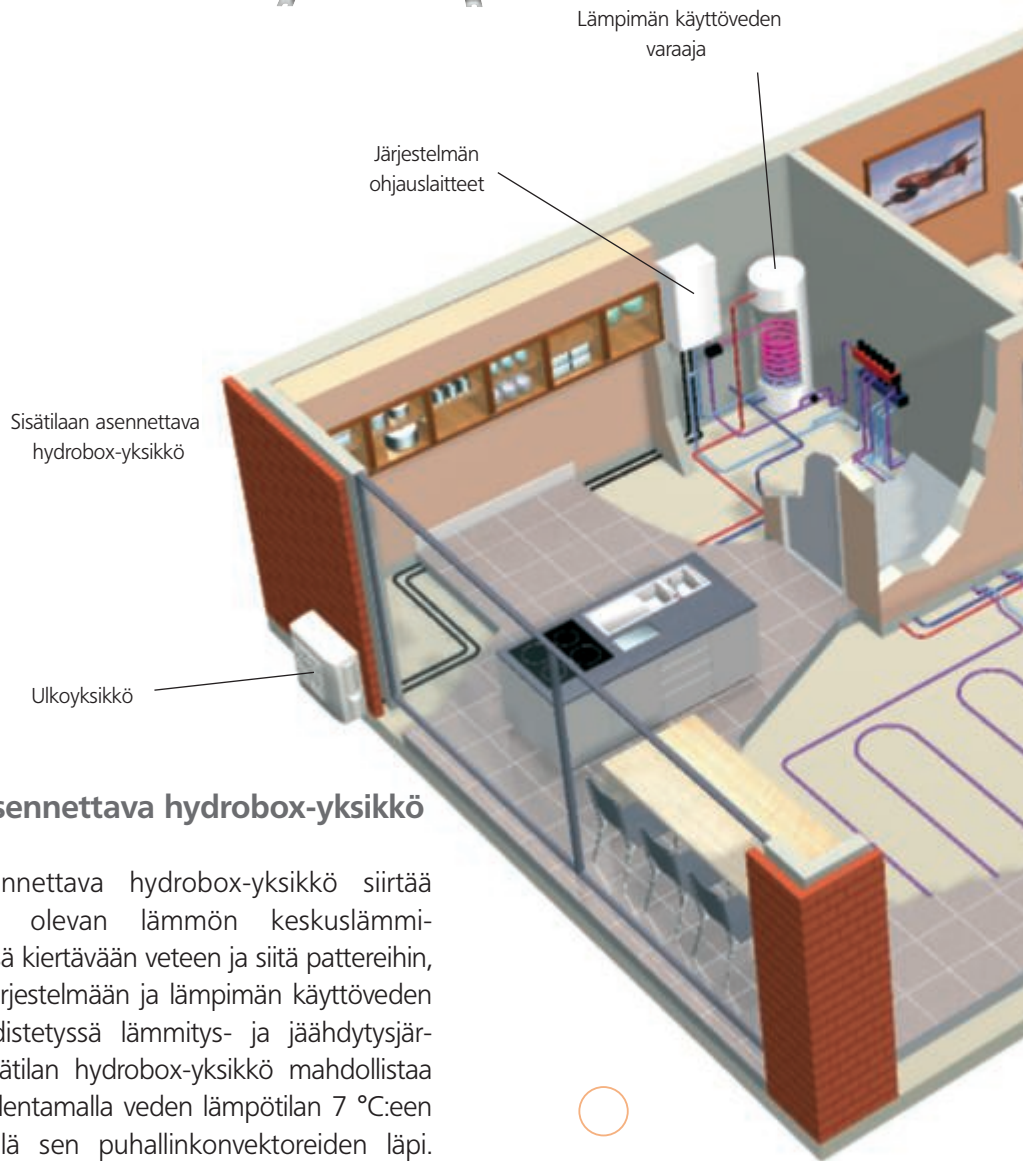 Lämpimän käyttöveden
varaaja
Järjestelmän
ohjauslaitteet
Sisätilaan asennettava
hydrobox-yksikkö
Ulkoyksikkö
sennettava hydrobox-yksikkö
nnettava hydrobox-yksikkö siirtää
olevan lämmön keskuslämmi-
sä kiertävään veteen ja siitä pattereihin,
rjestelmään ja lämpimän käyttöveden
distetyssä lämmitys- ja jäähdytysjär-
ätilan hydrobox-yksikkö mahdollistaa
lentamalla veden lämpötilan 7 °C:een
lä sen puhallinkonvektoreiden läpi.